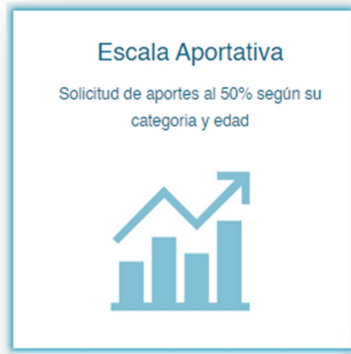 Escala Aportativa
Solicitud de aportes al 50% según su
categoria y edad